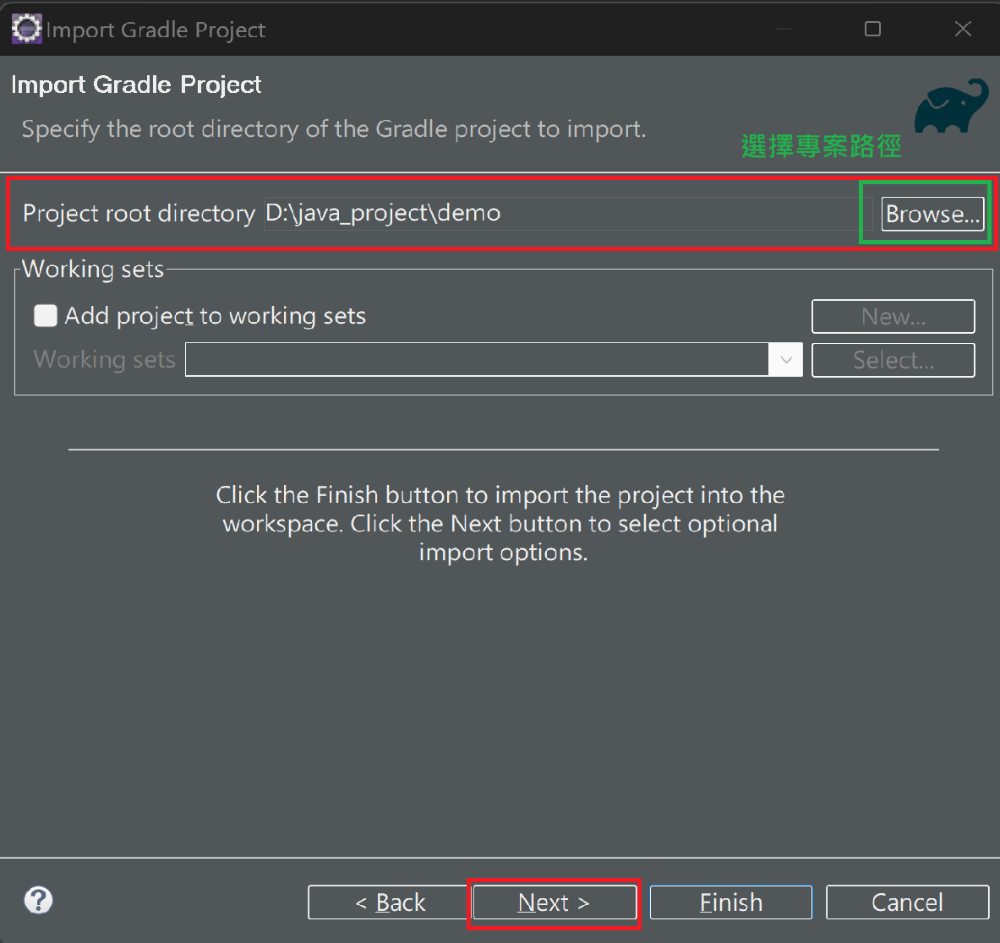 Import Gradle Project
Import Gradle Project
Specify the root directory of the Gradle project to import.
選擇專案路徑
Project root directory D:\java_project\demo Browse...
Working sets
Add project to working sets New...
Working sets Select...
Click the Finish button to import the project into the
workspace. Click the Next button to select optional
import options.
? < Back Next > Finish Cancel